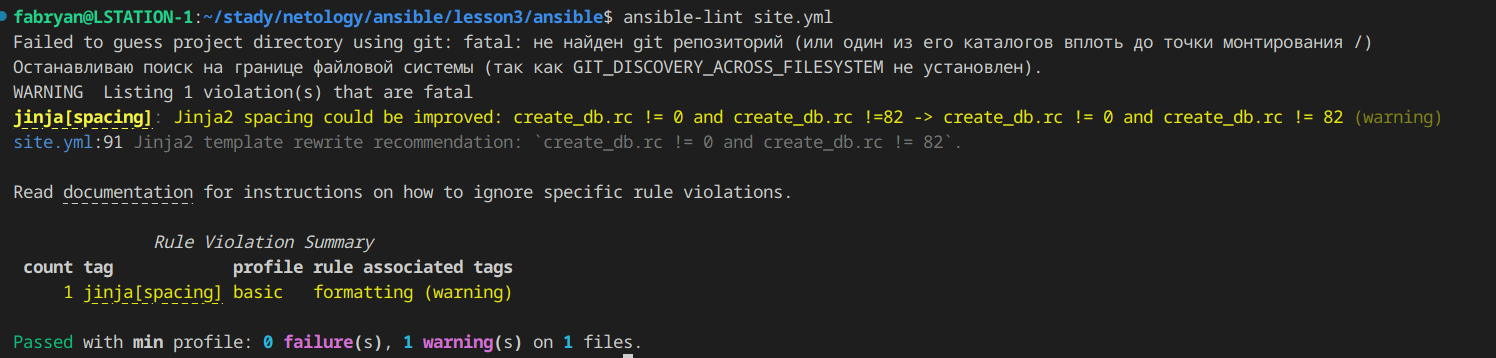 fabryan@LSTATION-1:~/stady/netology/ansible/lesson3/ansible$ ansible-lint site.yml
Failed to guess project directory using git: fatal: не найден git репозиторий (или один из его каталогов вплоть до точки монтирования /)
Останавливаю поиск на границе файловой системы (так как GIT_DISCOVERY_ACROSS_FILESYSTEM не установлен).
WARNING  Listing 1 violation(s) that are fatal
jinja[spacing]: Jinja2 spacing could be improved: create_db.rc != 0 and create_db.rc !=82 -> create_db.rc != 0 and create_db.rc != 82 (warning)
site.yml:91 Jinja2 template rewrite recommendation: `create_db.rc != 0 and create_db.rc != 82`.
Read documentation for instructions on how to ignore specific rule violations.
Rule Violation Summary
count tag profile rule associated tags
1 jinja[spacing] basic formatting (warning)
Passed with min profile: 0 failure(s), 1 warning(s) on 1 files.